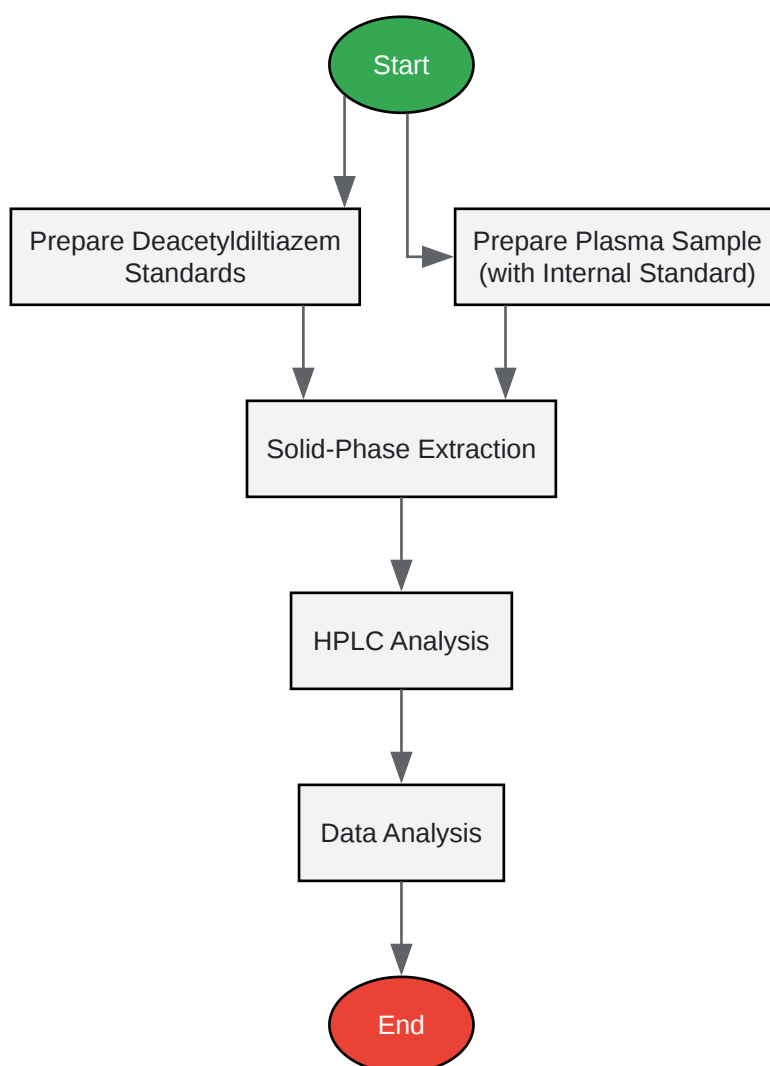 Start
Prepare Deacetyldiltiazem
Standards
Prepare Plasma Sample
(with Internal Standard)
Solid-Phase Extraction
HPLC Analysis
Data Analysis
End